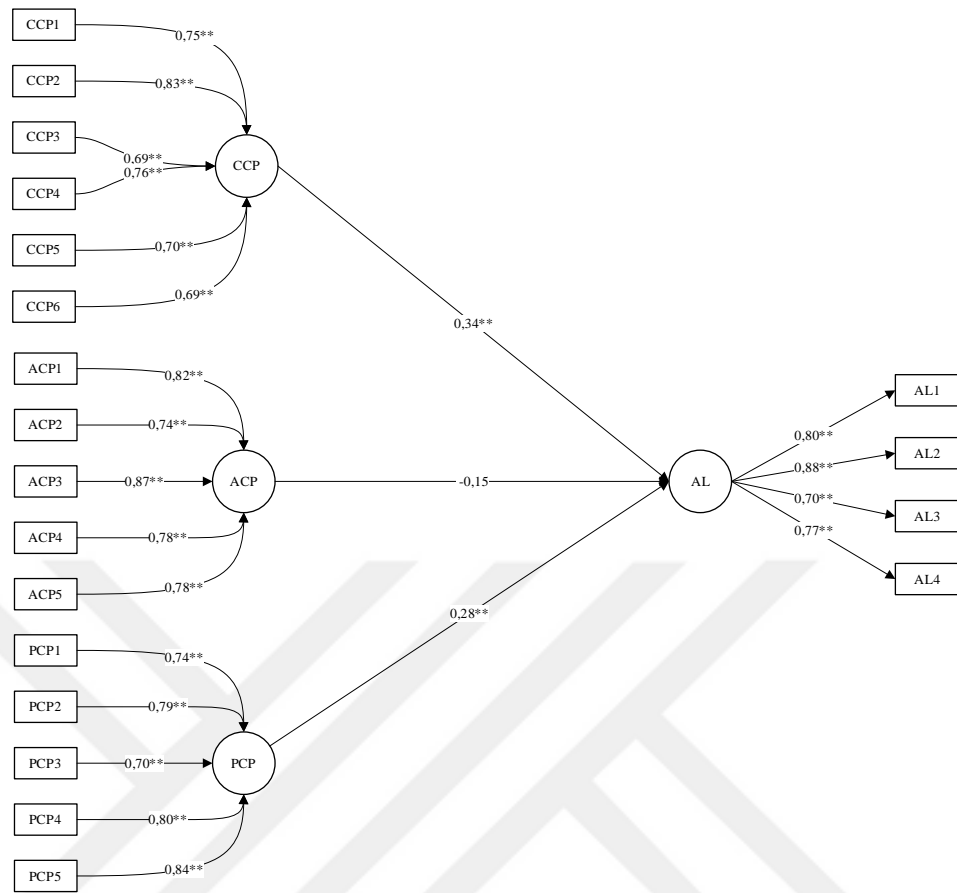 CCP1
0,75**
CCP2
0,83**
CCP3
0,69**
CCP
0,76**
CCP4
CCP5
0,70**
CCP6
0,69**
0,34**
ACP1
0,82**
ACP2
0,74**
ACP3
0,87**
ACP
-0,15
AL
ACP4
0,78**
ACP5
0,78**
AL1
0,80**
AL2
0,88**
AL3
0,70**
AL4
0,77**
0,28**
PCP1
0,74**
PCP2
0,79**
PCP3
0,70**
PCP
PCP4
0,80**
PCP5
0,84**